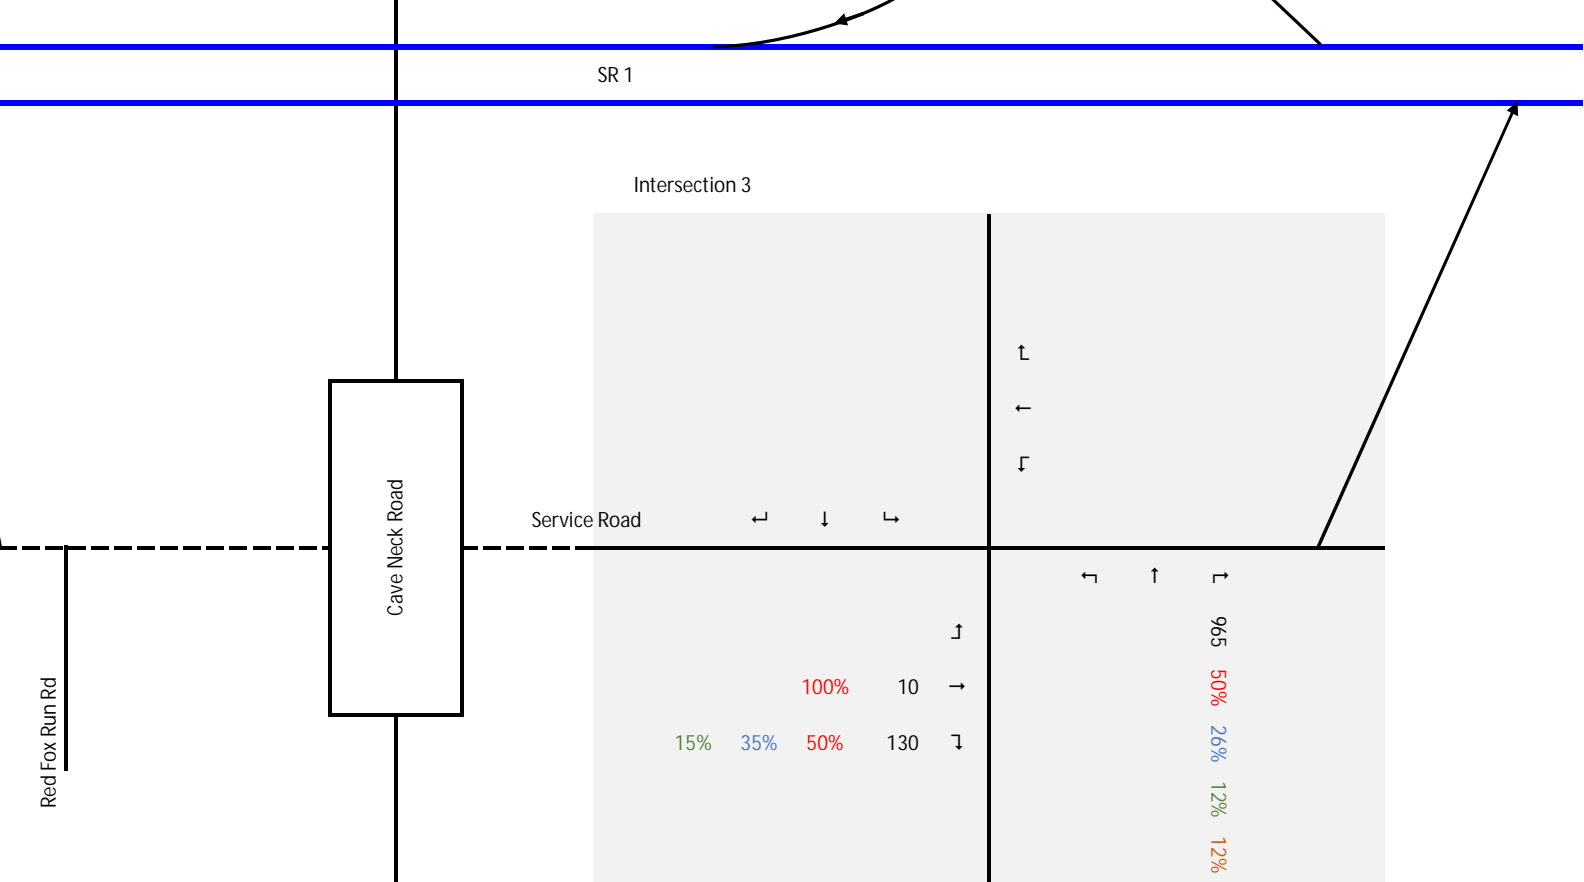 SR 1
Intersection 3
Service Road
Cave Neck Road
Red Fox Run Rd
965
50%
26%
12%
12%
100% 10
15% 35% 50% 130